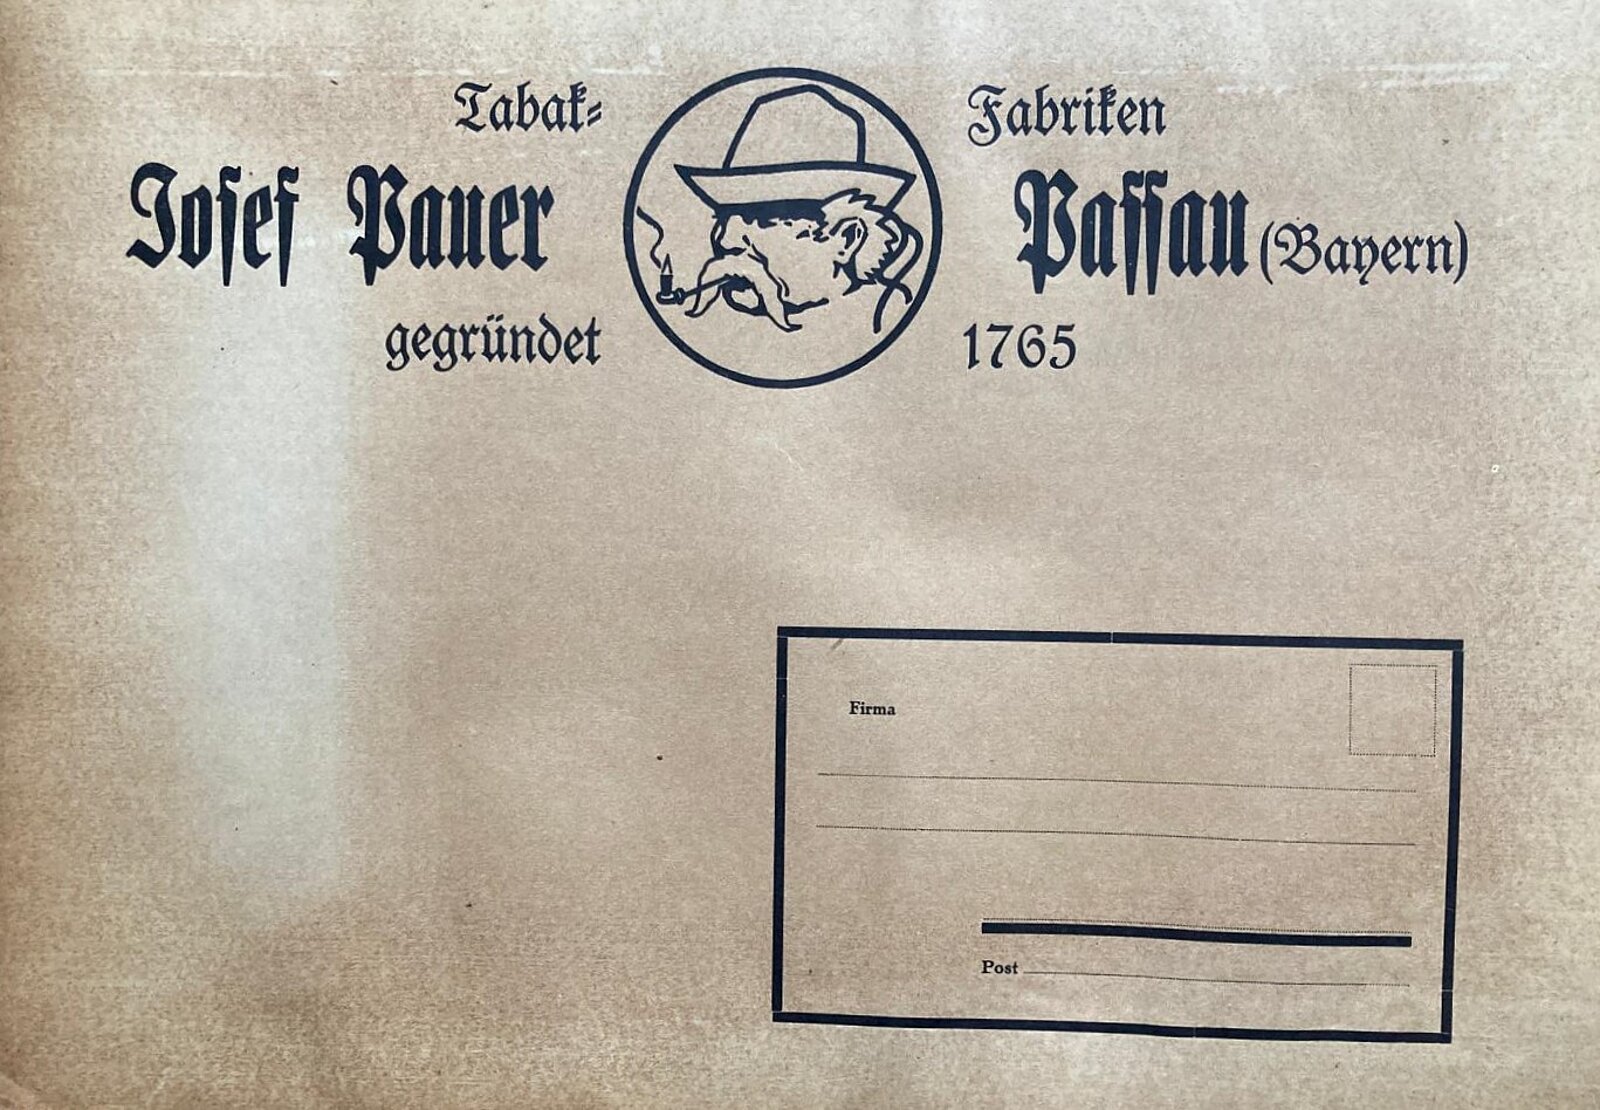 Tabak= Fabriken
Josef Pauer Passau (Bayern)
gegründet 1765
Firma
Post